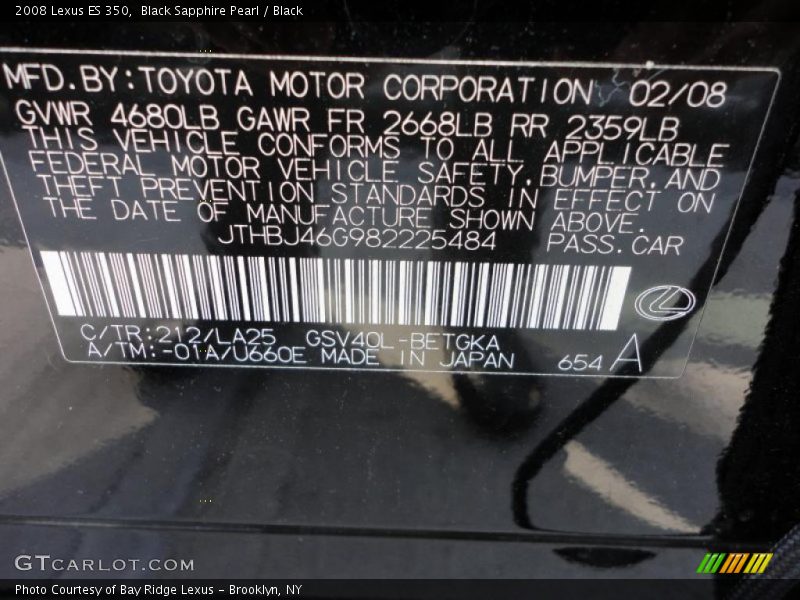 2008 Lexus ES 350,  Black Sapphire Pearl / Black
MFD.BY:TOYOTA MOTOR CORPORATION 02/08
GVWR 4680LB GAWR FR 2668LB RR 2359LB
THIS VEHICLE CONFORMS TO ALL APPLICABLE
FEDERAL MOTOR VEHICLE SAFETY,BUMPER,AND
THEFT PREVENTION STANDARDS IN EFFECT ON
THE DATE OF MANUFACTURE SHOWN ABOVE.
JTHBJ46G982225484 PASS.CAR
C/TR:212/LA25 GSV40L-BETGKA
A/TM:-01A/U660E MADE IN JAPAN 654 A
GTCARLOT.COM
Photo Courtesy of Bay Ridge Lexus – Brooklyn, NY